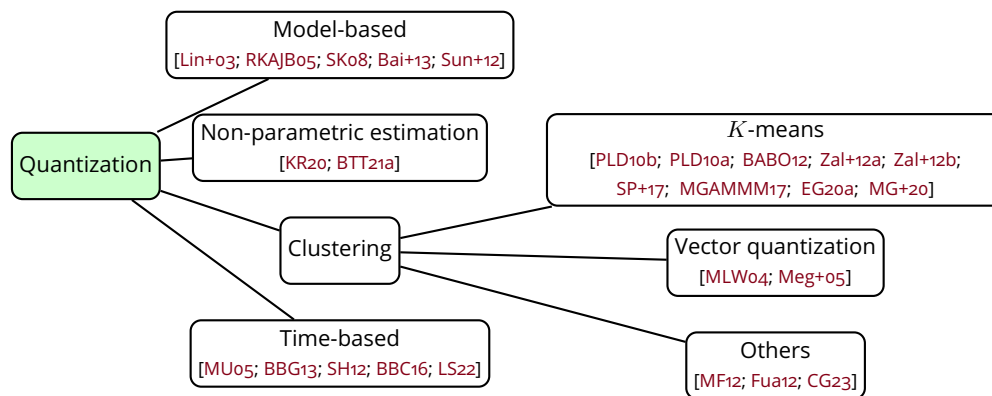 Model-based
[Lin+03; RKAJB05; SK08; Bai+13; Sun+12]
Quantization
Non-parametric estimation
[KR20; BTT21a]
K-means
[PLD10b; PLD10a; BABO12; Zal+12a; Zal+12b;
SP+17; MGAMMM17; EG20a; MG+20]
Clustering
Vector quantization
[MLW04; Meg+05]
Time-based
[MU05; BBG13; SH12; BBC16; LS22]
Others
[MF12; Fua12; CG23]